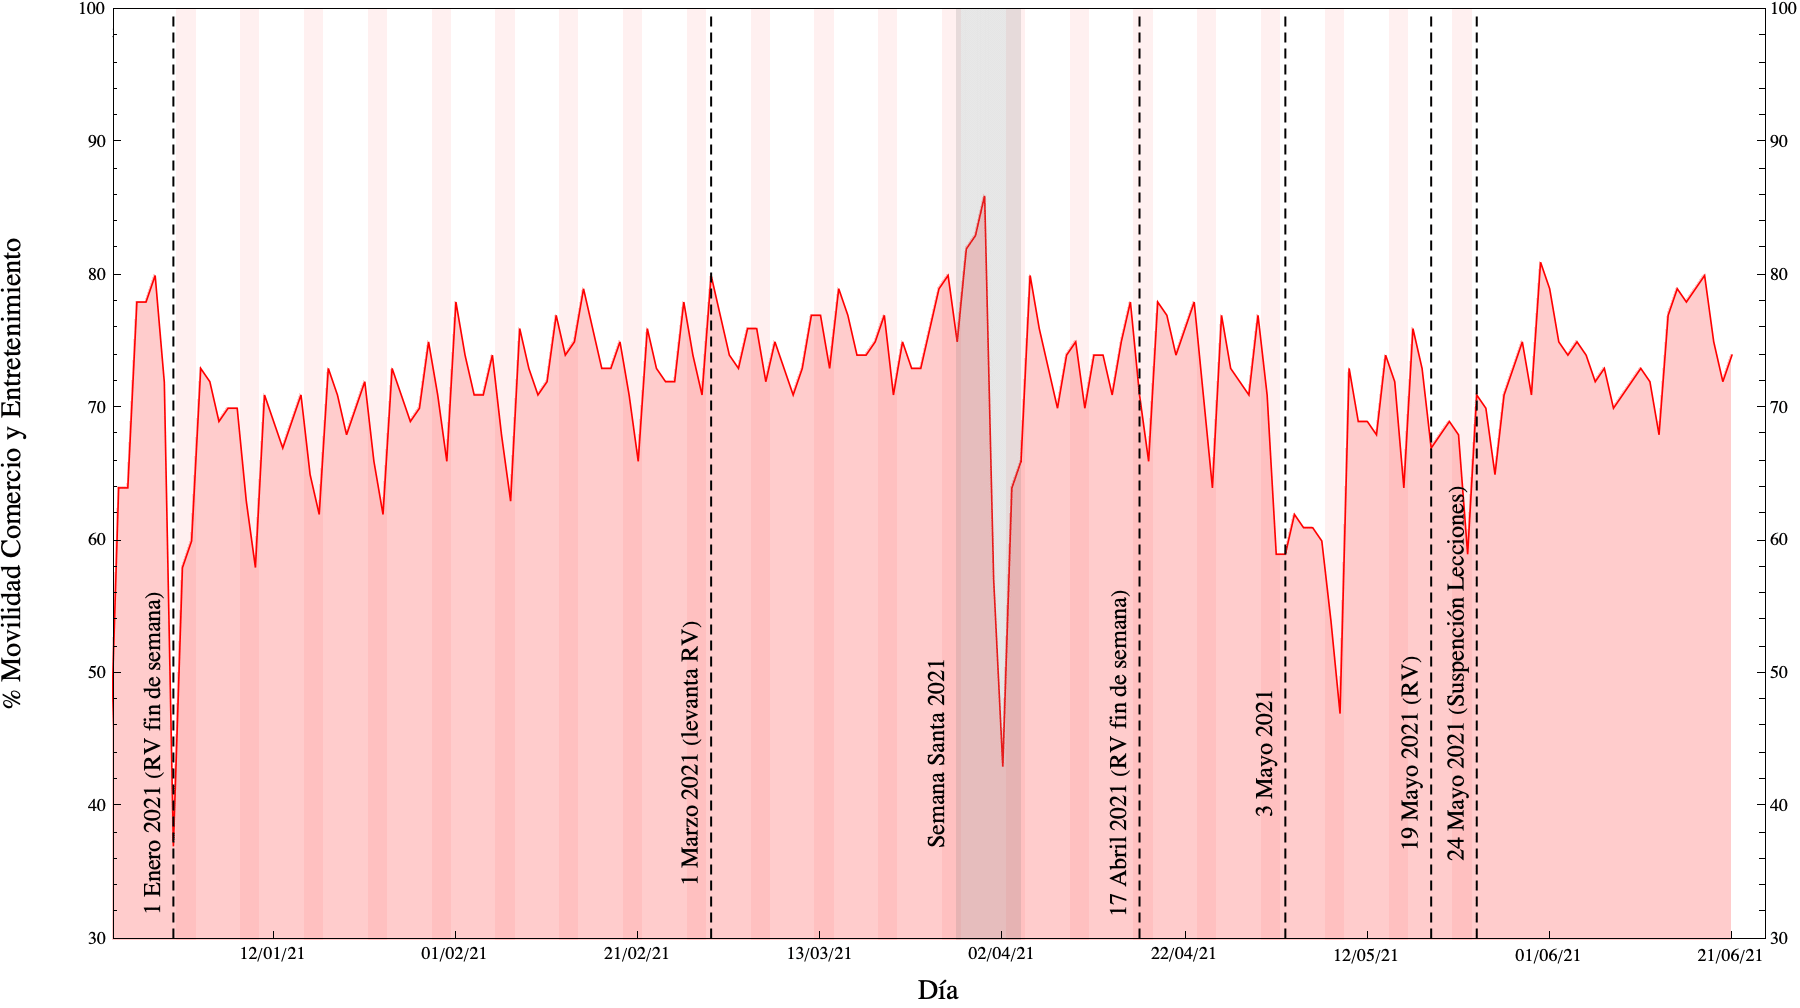 100
90
80
70
60
50
40
30
100
90
80
70
60
50
40
30
% Movilidad Comercio y Entretenimiento
1 Enero 2021 (RV fin de semana)
1 Marzo 2021 (levanta RV)
Semana Santa 2021
17 Abril 2021 (RV fin de semana)
3 Mayo 2021
19 Mayo 2021 (RV)
24 Mayo 2021 (Suspención Lecciones)
12/01/21
01/02/21
21/02/21
13/03/21
02/04/21
22/04/21
12/05/21
01/06/21
21/06/21
Día